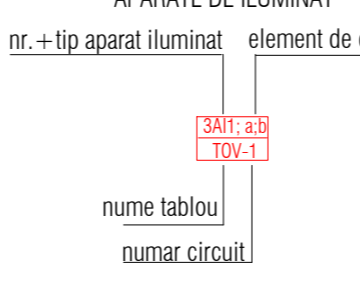 APARATE DE ILUMINAT
nr.+tip aparat iluminat
element de
3AI1; a;b
TOV-1
nume tablou
numar circuit